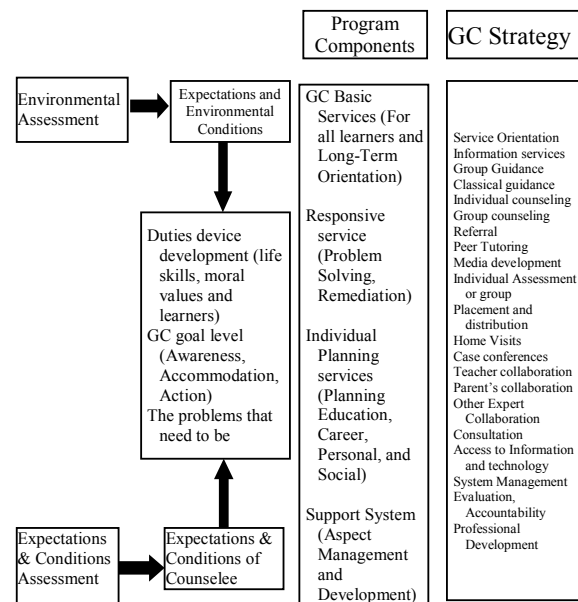 Program
Components
GC Strategy
Environmental
Assessment
Expectations and
Environmental
Conditions
Duties device
development (life
skills, moral
values and
learners)
GC goal level
(Awareness,
Accommodation,
Action)
The problems that
need to be
Expectations
& Conditions
Assessment
Expectations &
Conditions of
Counselee
GC Basic
Services (For
all learners and
Long-Term
Orientation)
Responsive
service
(Problem
Solving,
Remediation)
Individual
Planning
services
(Planning
Education,
Career,
Personal, and
Social)
Support System
(Aspect
Management
and
Development)
Service Orientation
Information services
Group Guidance
Classical guidance
Individual counseling
Group counseling
Referral
Peer Tutoring
Media development
Individual Assessment
or group
Placement and
distribution
Home Visits
Case conferences
Teacher collaboration
Parent's collaboration
Other Expert
Collaboration
Consultation
Access to Information
and technology
System Management
Evaluation,
Accountability
Professional
Development